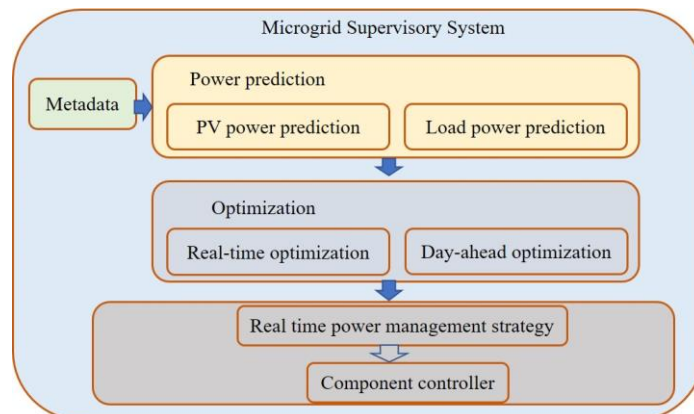 Microgrid Supervisory System
Metadata
Power prediction
PV power prediction
Load power prediction
Optimization
Real-time optimization
Day-ahead optimization
Real time power management strategy
Component controller